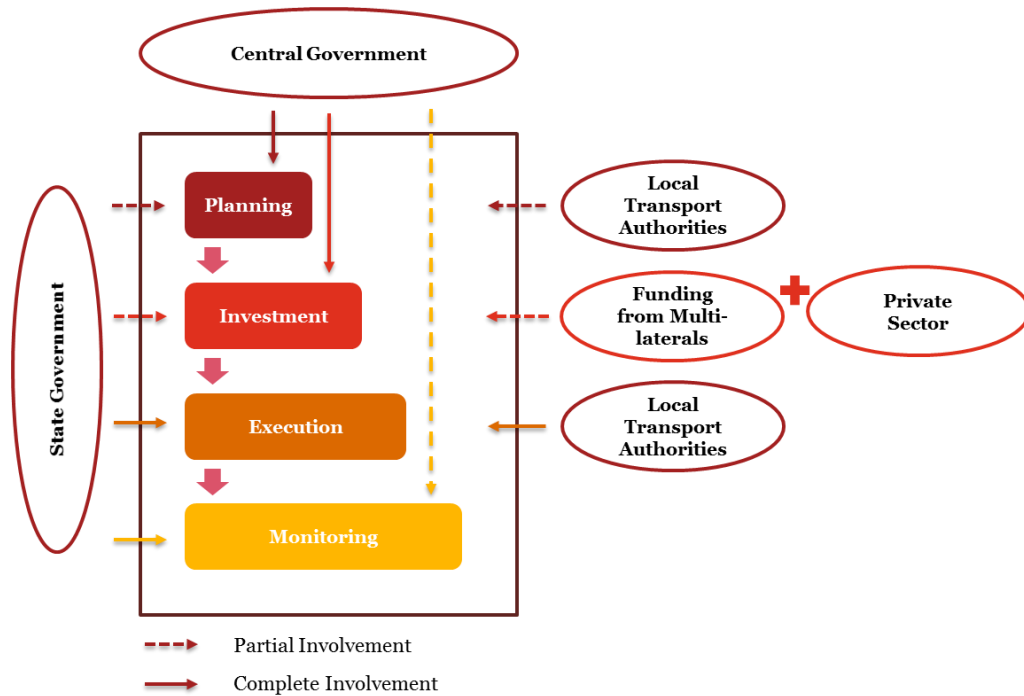 Central Government
State Government
Planning
Investment
Execution
Monitoring
Local
Transport
Authorities
Funding
from Multi-
laterals
Private
Sector
Local
Transport
Authorities
Partial Involvement
Complete Involvement